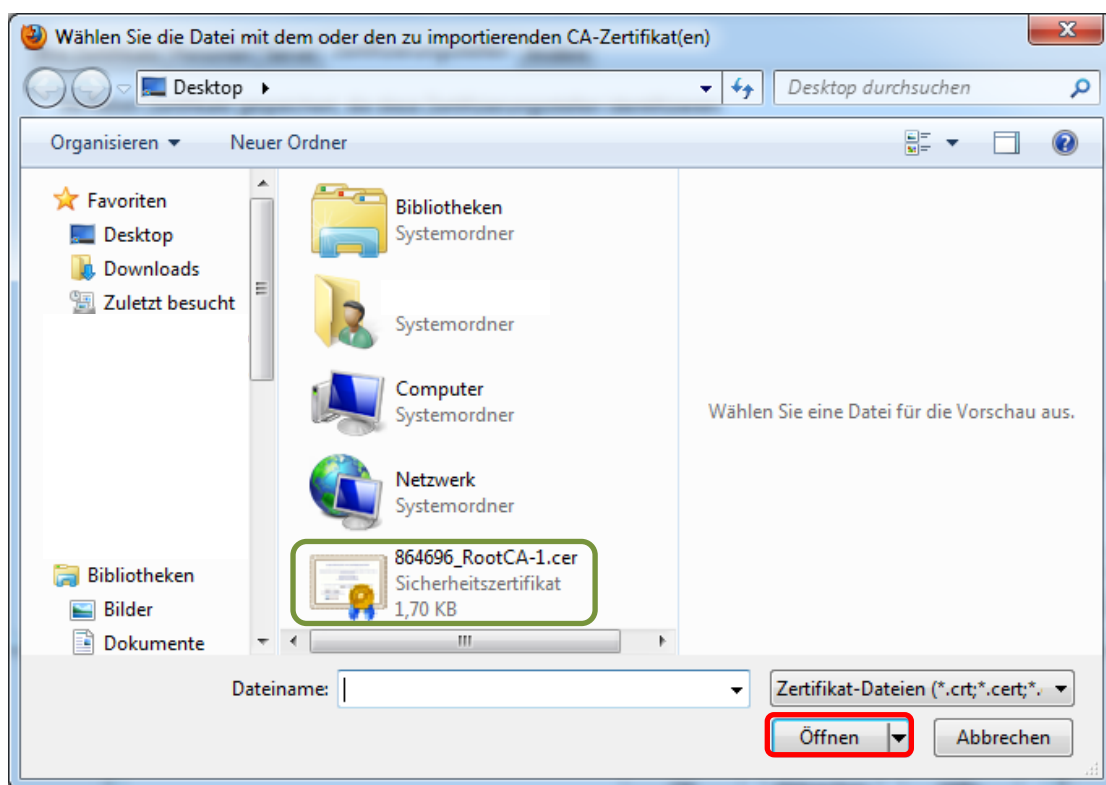 Wählen Sie die Datei mit dem oder den zu importierenden CA-Zertifikat(en)
Desktop
Desktop durchsuchen
Organisieren
Neuer Ordner
Favoriten
Desktop
Downloads
Zuletzt besucht
Bibliotheken
Bilder
Dokumente
Bibliotheken
Systemordner
Systemordner
Computer
Systemordner
Netzwerk
Systemordner
864696_RootCA-1.cer
Sicherheitszertifikat
1,70 KB
Wählen Sie eine Datei für die Vorschau aus.
Dateiname:
Zertifikat-Dateien (*.crt;*.cert;*.
Öffnen
Abbrechen